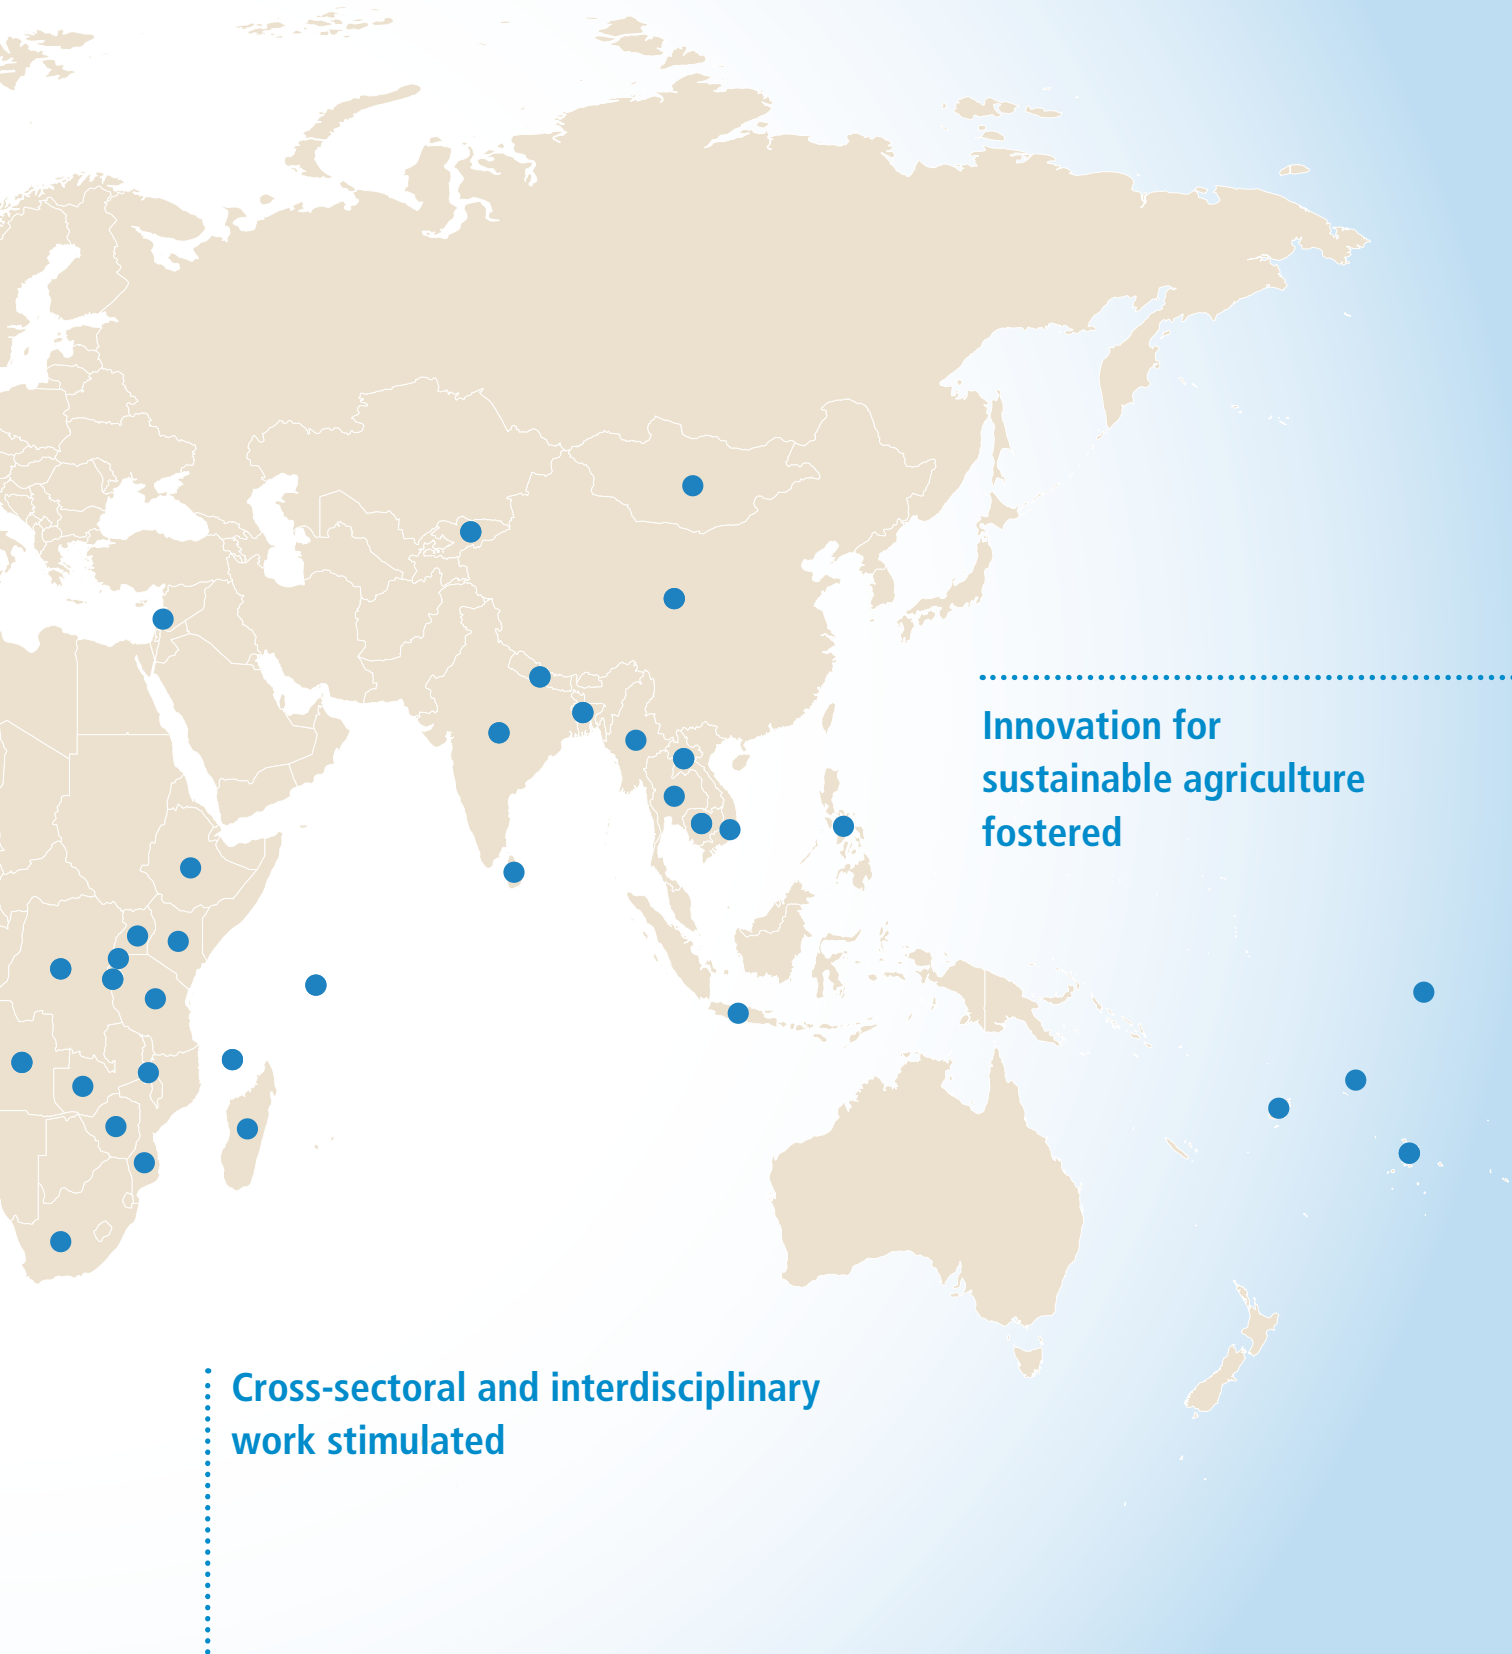 Innovation for
sustainable agriculture
fostered
Cross-sectoral and interdisciplinary
work stimulated